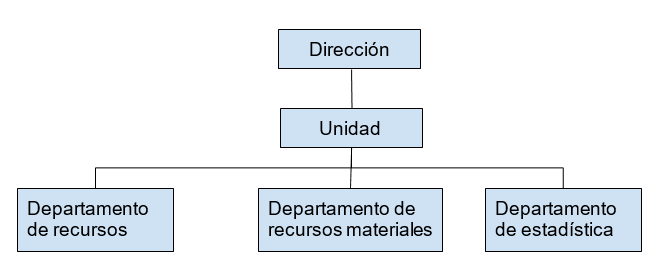 Dirección
Unidad
Departamento
de recursos
Departamento de
recursos materiales
Departamento
de estadística